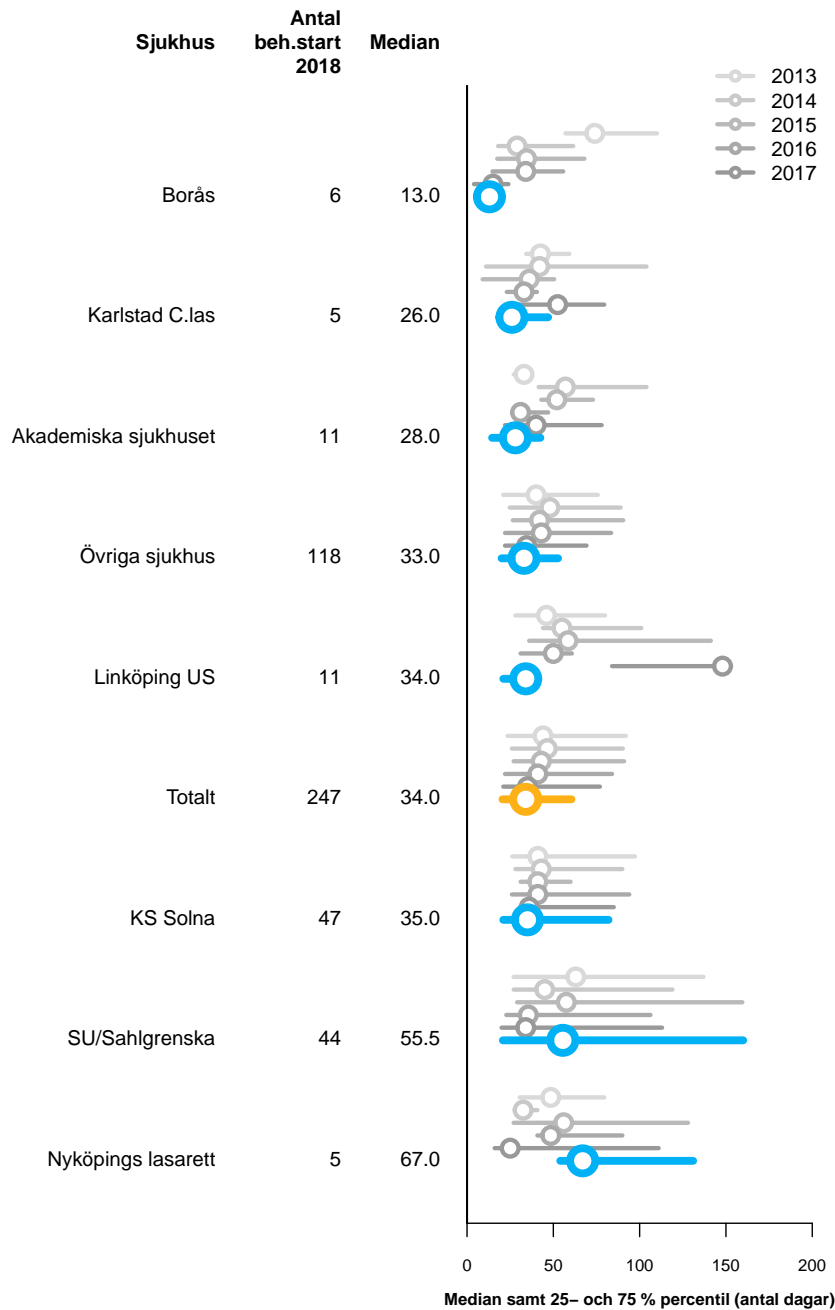 Sjukhus
Antal
beh.start
2018
Median
2013
2014
2015
2016
2017
Borås 6 13.0
Karlstad C.las 5 26.0
Akademiska sjukhuset 11 28.0
Övriga sjukhus 118 33.0
Linköping US 11 34.0
Totalt 247 34.0
KS Solna 47 35.0
SU/Sahlgrenska 44 55.5
Nyköpings lasarett 5 67.0
0 50 100 150 200
Median samt 25– och 75 % percentil (antal dagar)